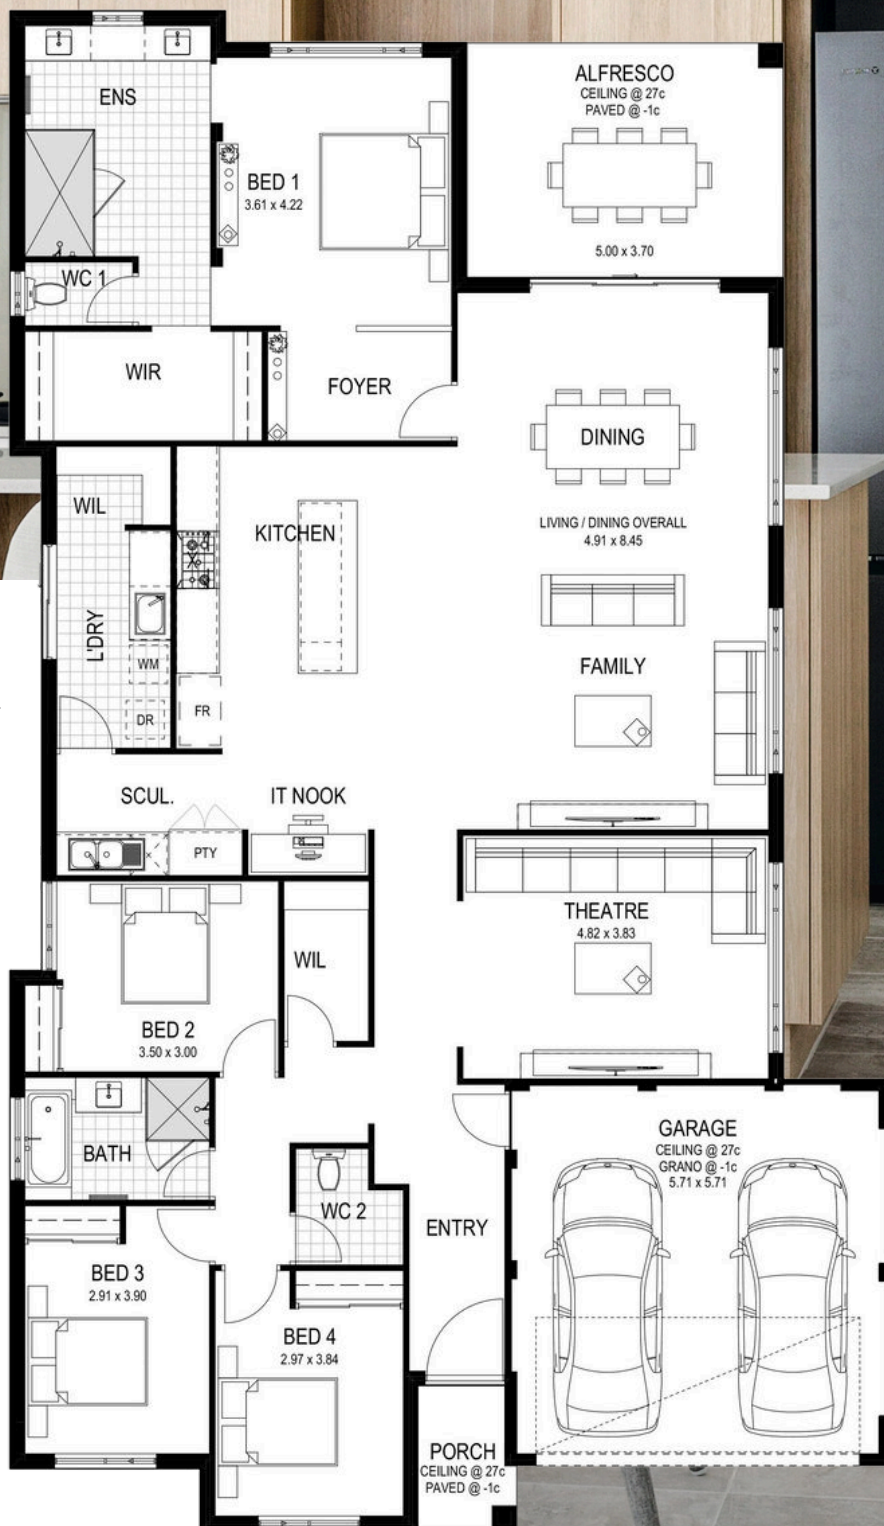 ENS
ALFRESCO
CEILING @ 27c
PAVED @ -1c
5.00 x 3.70
BED 1
3.61 x 4.22
WC 1
WIR
FOYER
DINING
LIVING / DINING OVERALL
4.91 x 8.45
WIL
KITCHEN
L'DRY
WM
DR
FR
FAMILY
SCUL.
IT NOOK
PTY
THEATRE
4.82 x 3.83
WIL
BED 2
3.50 x 3.00
BATH
WC 2
ENTRY
GARAGE
CEILING @ 27c
GRANO @ -1c
5.71 x 5.71
BED 3
2.91 x 3.90
BED 4
2.97 x 3.84
PORCH
CEILING @ 27c
PAVED @ -1c